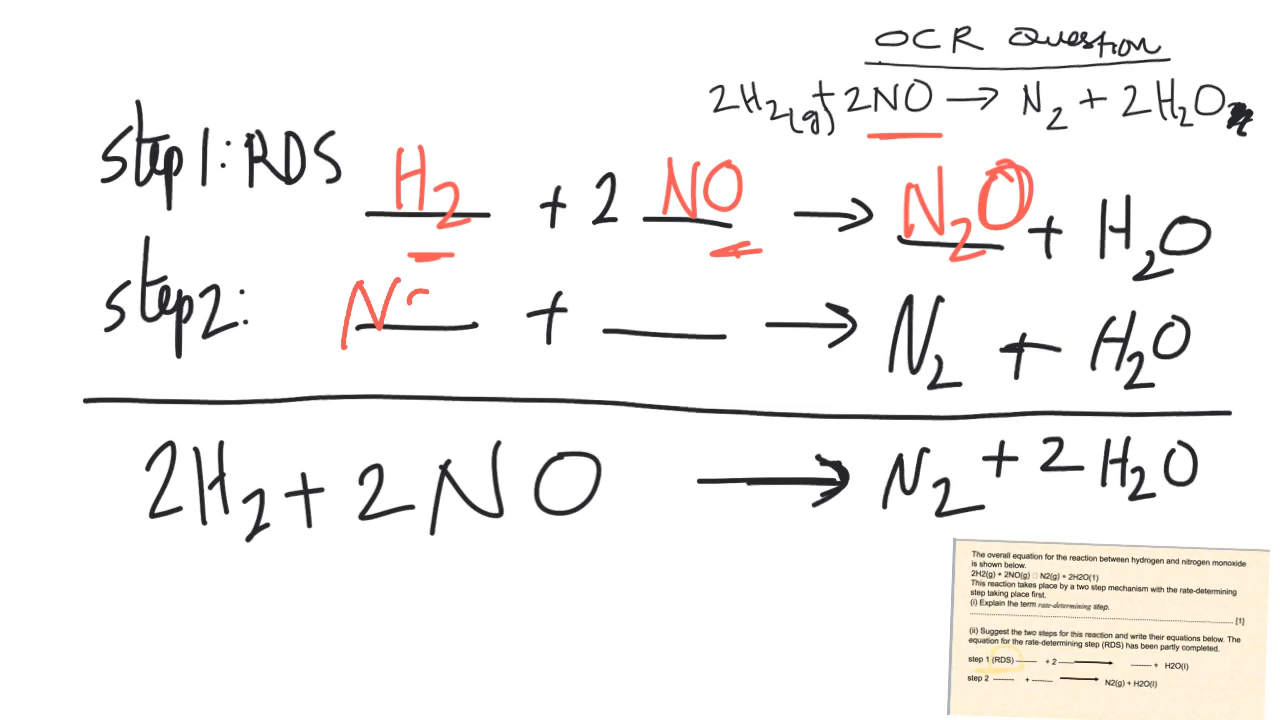 OCR Question
2H2(g) + 2NO → N2 + 2H2O
step1: RDS
H2 + 2 NO → N2O + H2O
step2:
N + ___ → N2 + H2O
2H2 + 2NO → N2 + 2H2O
The overall equation for the reaction between hydrogen and nitrogen monoxide
is shown below.
2H2(g) + 2NO(g) □ N2(g) + 2H2O(1)
This reaction takes place by a two step mechanism with the rate-determining
step taking place first.
(i) Explain the term rate-determining step.
........................................................................ [1]
(ii) Suggest the two steps for this reaction and write their equations below. The
equation for the rate-determining step (RDS) has been partly completed.
step 1 (RDS) ------- + 2 ------→ ------- + H2O(l)
step 2 ------- + ------- → N2(g) + H2O(l)